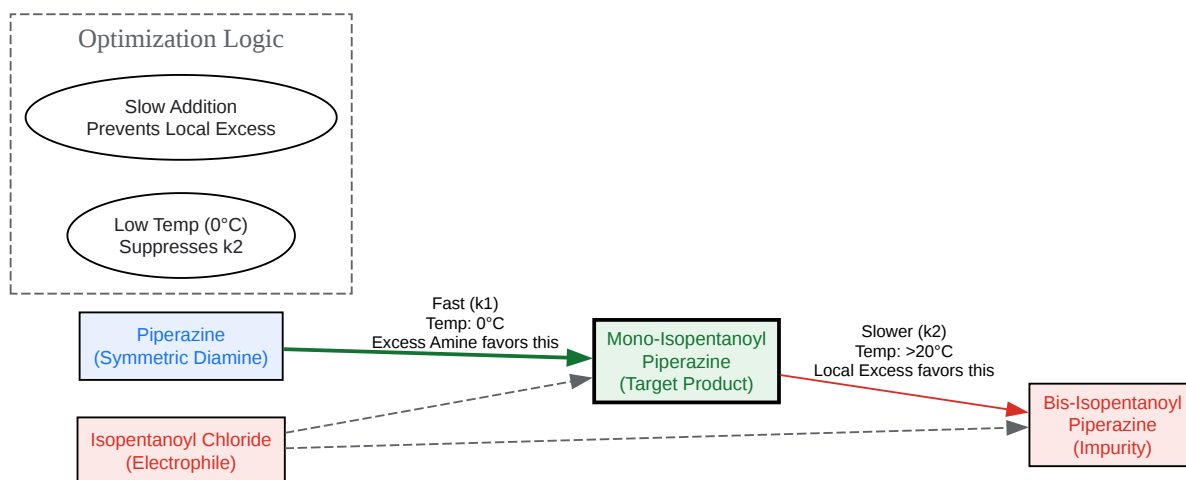 Optimization Logic
Slow Addition
Prevents Local Excess
Low Temp (0°C)
Suppresses k2
Piperazine
(Symmetric Diamine)
Fast (k1)
Temp: 0°C
Excess Amine favors this
Mono-Isopentanoyl
Piperazine
(Target Product)
Slower (k2)
Temp: >20°C
Local Excess favors this
Isopentanoyl Chloride
(Electrophile)
Bis-Isopentanoyl
Piperazine
(Impurity)